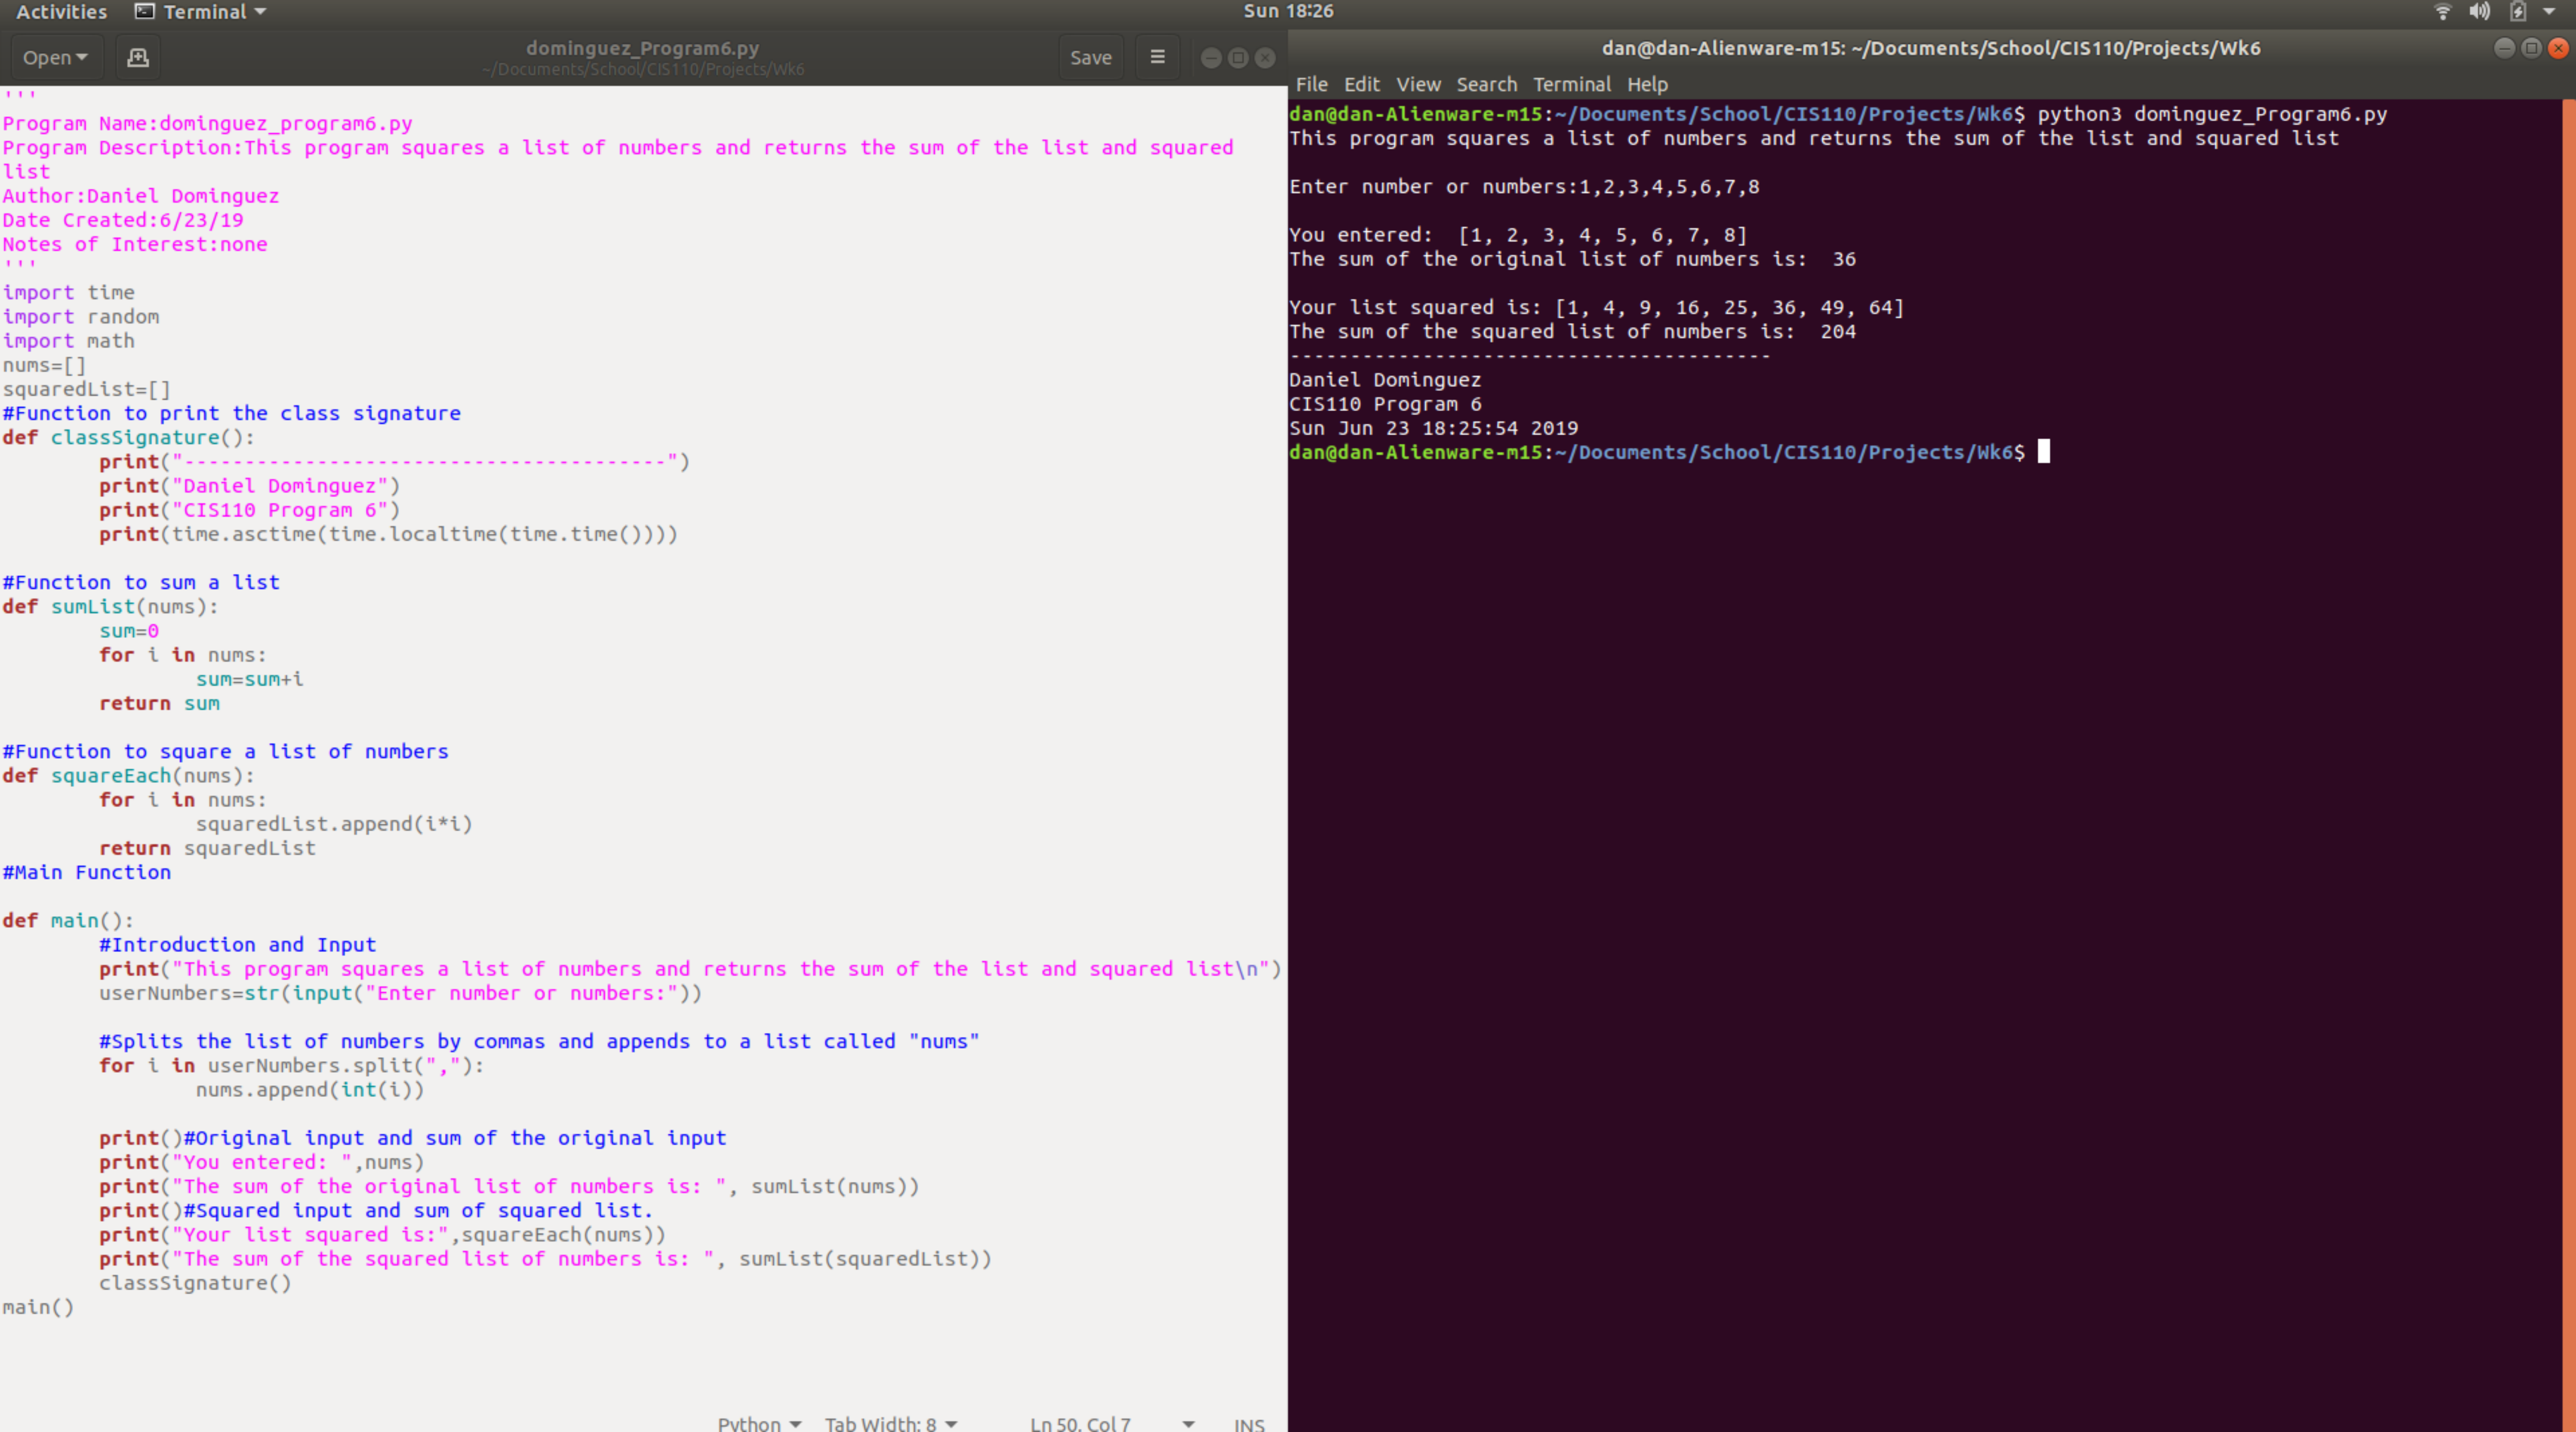 Activities Terminal Sun 18:26
Open dominguez_Program6.py Save
~/Documents/School/CIS110/Projects/Wk6
'''
Program Name:dominguez_program6.py
Program Description:This program squares a list of numbers and returns the sum of the list and squared
list
Author:Daniel Dominguez
Date Created:6/23/19
Notes of Interest:none
'''
import time
import random
import math
nums=[]
squaredList=[]
#Function to print the class signature
def classSignature():
        print("----------------------------------------")
        print("Daniel Dominguez")
        print("CIS110 Program 6")
        print(time.asctime(time.localtime(time.time())))
#Function to sum a list
def sumList(nums):
        sum=0
        for i in nums:
                sum=sum+i
        return sum
#Function to square a list of numbers
def squareEach(nums):
        for i in nums:
                squaredList.append(i*i)
        return squaredList
#Main Function
def main():
        #Introduction and Input
        print("This program squares a list of numbers and returns the sum of the list and squared list\n")
        userNumbers=str(input("Enter number or numbers:"))
        #Splits the list of numbers by commas and appends to a list called "nums"
        for i in userNumbers.split(","):
                nums.append(int(i))
        print()#Original input and sum of the original input
        print("You entered: ",nums)
        print("The sum of the original list of numbers is: ", sumList(nums))
        print()#Squared input and sum of squared list.
        print("Your list squared is:",squareEach(nums))
        print("The sum of the squared list of numbers is: ", sumList(squaredList))
        classSignature()
main()
Python Tab Width: 8 Ln 50, Col 7 INS
dan@dan-Alienware-m15: ~/Documents/School/CIS110/Projects/Wk6
File Edit View Search Terminal Help
dan@dan-Alienware-m15:~/Documents/School/CIS110/Projects/Wk6$ python3 dominguez_Program6.py
This program squares a list of numbers and returns the sum of the list and squared list
Enter number or numbers:1,2,3,4,5,6,7,8
You entered:  [1, 2, 3, 4, 5, 6, 7, 8]
The sum of the original list of numbers is:  36
Your list squared is: [1, 4, 9, 16, 25, 36, 49, 64]
The sum of the squared list of numbers is:  204
----------------------------------------
Daniel Dominguez
CIS110 Program 6
Sun Jun 23 18:25:54 2019
dan@dan-Alienware-m15:~/Documents/School/CIS110/Projects/Wk6$